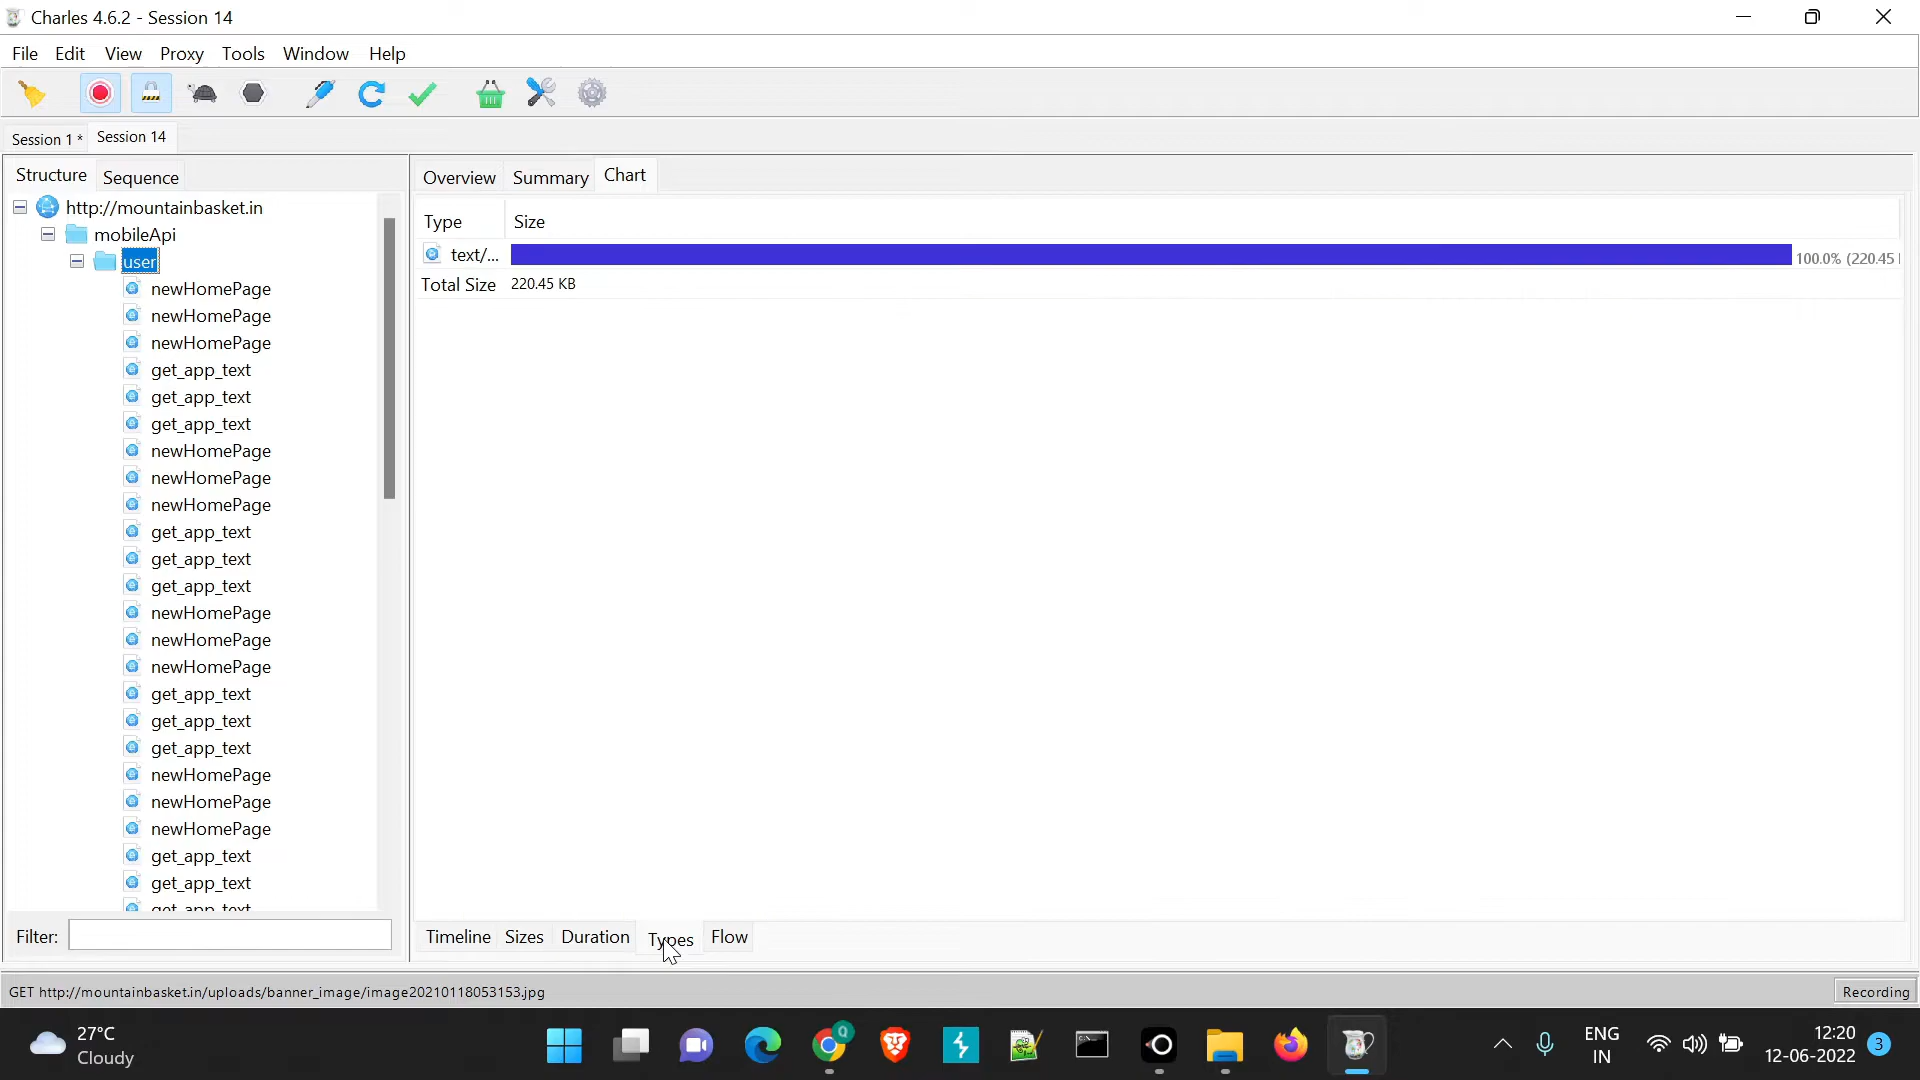 Charles 4.6.2 - Session 14
File Edit View Proxy Tools Window Help
Session 1 * Session 14
Structure Sequence
Overview Summary Chart
http://mountainbasket.in
mobileApi
user
newHomePage
newHomePage
newHomePage
get_app_text
get_app_text
get_app_text
newHomePage
newHomePage
newHomePage
get_app_text
get_app_text
get_app_text
newHomePage
newHomePage
newHomePage
get_app_text
get_app_text
get_app_text
newHomePage
newHomePage
newHomePage
get_app_text
get_app_text
get_app_text
Filter:
Type Size
text/... 100.0% (220.45
Total Size 220.45 KB
Timeline Sizes Duration Types Flow
GET http://mountainbasket.in/uploads/banner_image/image20210118053153.jpg Recording
27°C
Cloudy
0
ENG
IN
12:20
12-06-2022
3